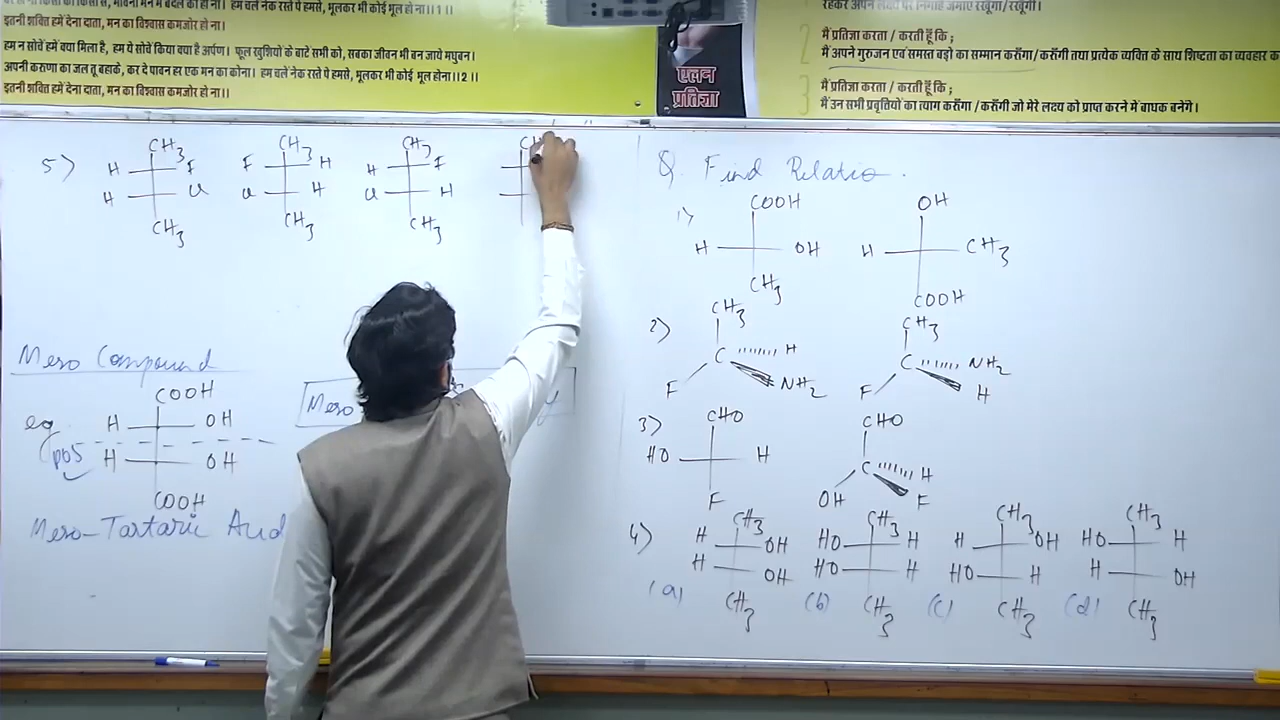 मैं प्रतिज्ञा करता / करती हूँ कि ;
हम न सोचें हमें क्या मिला है, हम ये सोचें किया क्या है अर्पण। फूल खुशियों के बाटें सभी को, सबका जीवन भी बन जाये मधुबन।
अपनी करुणा का जल तू बहाके, कर दे पावन हर एक मन का कोना। हम चलें नेक रस्ते पे हमसे, भूलकर भी कोई भूल होना।।2 ।।
इतनी शक्ति हमें देना दाता, मन का विश्वास कमजोर हो ना।।
एलन
प्रतिज्ञा
2
मैं अपने गुरुजन एवं समस्त बड़ो का सम्मान करूँगा / करूँगी तथा प्रत्येक व्यक्ति के साथ शिष्टता का व्यवहार
3
मैं प्रतिज्ञा करता / करती हूँ कि ;
मैं उन सभी प्रवृत्तियों का त्याग करूँगा / करूँगी जो मेरे लक्ष्य को प्राप्त करने में बाधक बनेंगे।
5)
CH3 CH3 CH3
H F F H H F
H Cl Cl H Cl H
CH3 CH3 CH3
Meso Compound
eg.
COOH
H OH
POS
H OH
COOH
Meso-Tartaric Acid
Meso
Q. Find Relatio.
1)
COOH OH
H OH H CH3
CH3 COOH
2)
CH3 CH3
C H C NH2
F NH2 F H
3)
CHO CHO
HO H C H
F OH F
4)
CH3 CH3 CH3 CH3
H OH HO H H OH HO H
H OH HO H HO H H OH
(a) CH3 (b) CH3 (c) CH3 (d) CH3